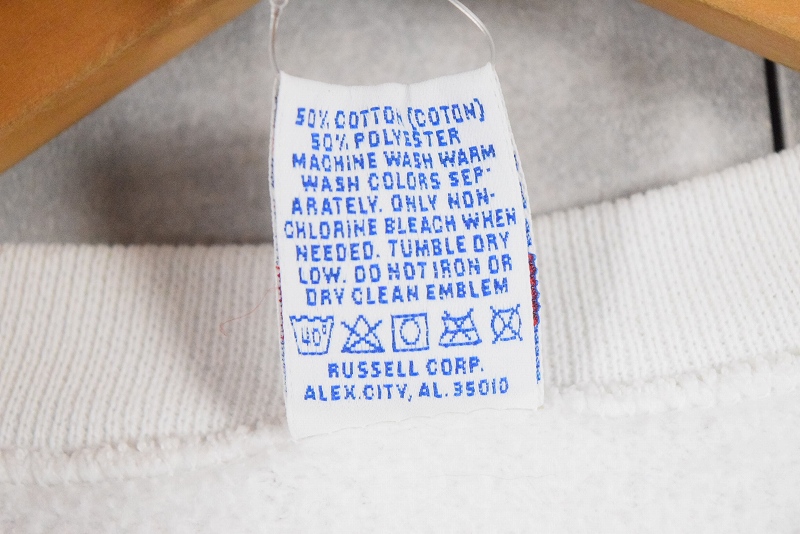 50% COTTON (COTON)
50% POLYESTER
MACHINE WASH WARM
WASH COLORS SEP-
ARATELY. ONLY NON-
CHLORINE BLEACH WHEN
NEEDED. TUMBLE DRY
LOW. DO NOT IRON OR
DRY CLEAN EMBLEM
40°
RUSSELL CORP.
ALEX.CITY, AL. 35010